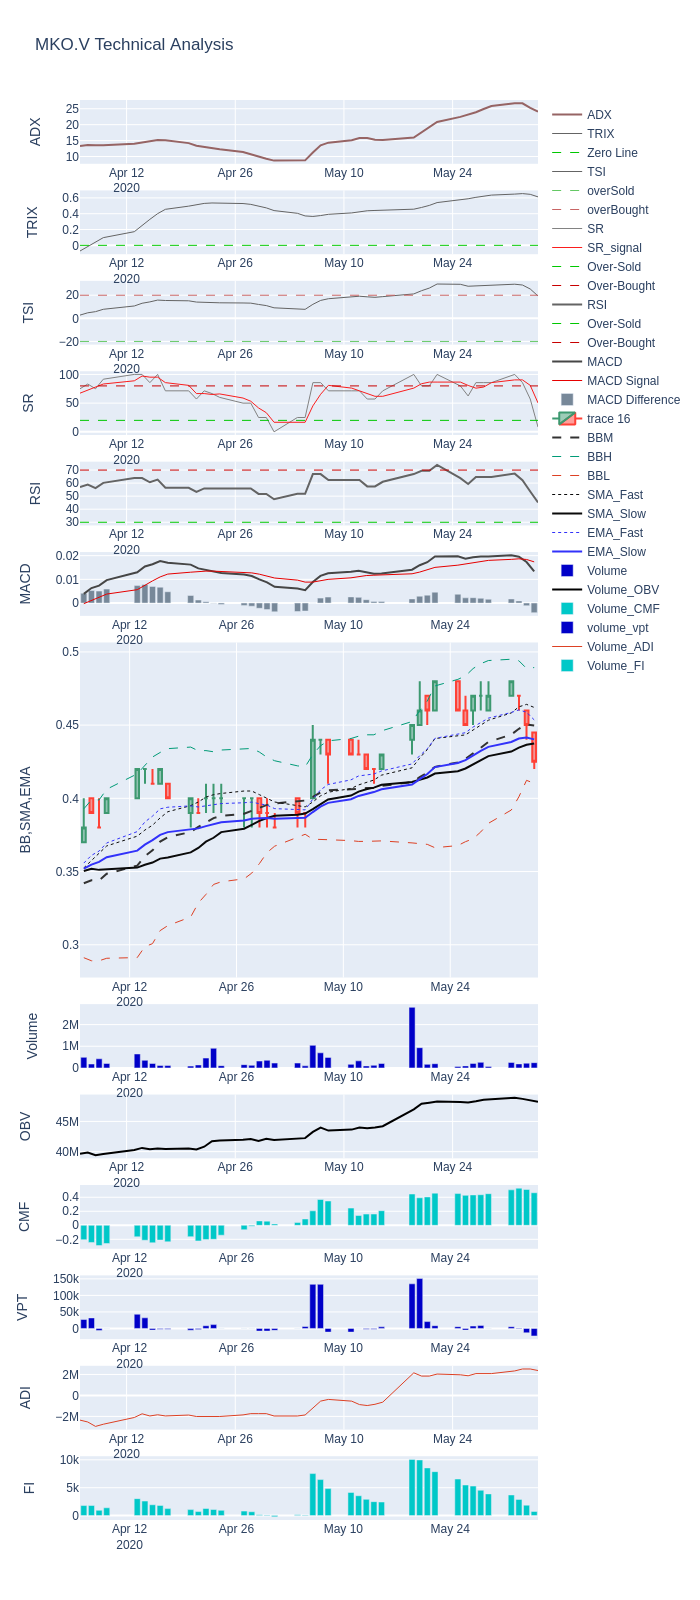 MKO.V Technical Analysis
ADX
25
20
15
10
Apr 12
2020
Apr 26
May 10
May 24
TRIX
0.6
0.4
0.2
0
Apr 12
2020
Apr 26
May 10
May 24
TSI
20
0
−20
Apr 12
2020
Apr 26
May 10
May 24
SR
100
50
0
Apr 12
2020
Apr 26
May 10
May 24
RSI
70
60
50
40
30
Apr 12
2020
Apr 26
May 10
May 24
MACD
0.02
0.01
0
Apr 12
2020
Apr 26
May 10
May 24
BB,SMA,EMA
0.5
0.45
0.4
0.35
0.3
Apr 12
2020
Apr 26
May 10
May 24
Volume
2M
1M
0
Apr 12
2020
Apr 26
May 10
May 24
OBV
45M
40M
Apr 12
2020
Apr 26
May 10
May 24
CMF
0.4
0.2
0
−0.2
Apr 12
2020
Apr 26
May 10
May 24
VPT
150k
100k
50k
0
Apr 12
2020
Apr 26
May 10
May 24
ADI
2M
0
−2M
Apr 12
2020
Apr 26
May 10
May 24
FI
10k
5k
0
Apr 12
2020
Apr 26
May 10
May 24
ADX
TRIX
Zero Line
TSI
overSold
overBought
SR
SR_signal
Over-Sold
Over-Bought
RSI
Over-Sold
Over-Bought
MACD
MACD Signal
MACD Difference
trace 16
BBM
BBH
BBL
SMA_Fast
SMA_Slow
EMA_Fast
EMA_Slow
Volume
Volume_OBV
Volume_CMF
volume_vpt
Volume_ADI
Volume_FI